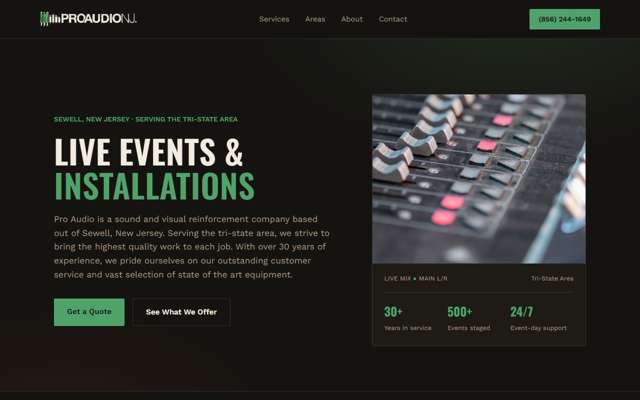 PROAUDIONJ.
Services
Areas
About
Contact
(856) 244-1649
SEWELL, NEW JERSEY · SERVING THE TRI-STATE AREA
LIVE EVENTS &
INSTALLATIONS
Pro Audio is a sound and visual reinforcement company based
out of Sewell, New Jersey. Serving the tri-state area, we strive to
bring the highest quality work to each job. With over 30 years of
experience, we pride ourselves on our outstanding customer
service and vast selection of state of the art equipment.
Get a Quote
See What We Offer
LIVE MIX ● MAIN L/R
Tri-State Area
30+
Years in service
500+
Events staged
24/7
Event-day support